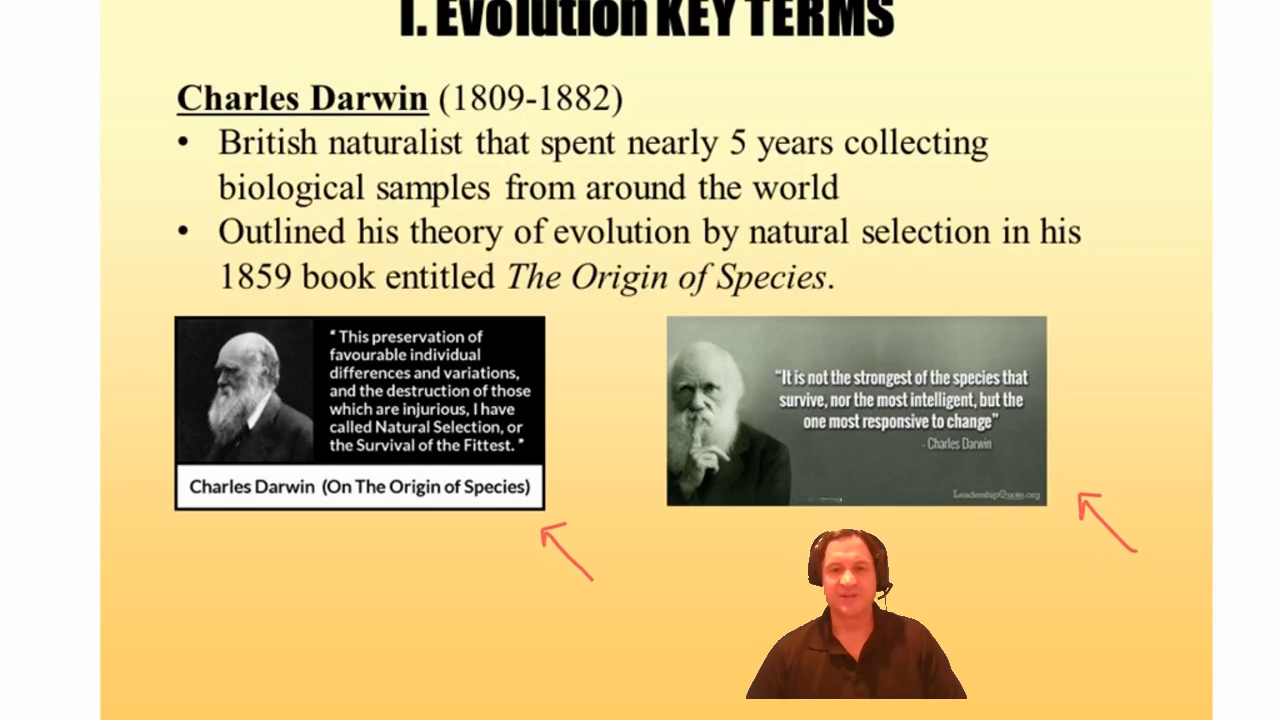 I. Evolution KEY TERMS
Charles Darwin (1809-1882)
• British naturalist that spent nearly 5 years collecting
biological samples from around the world
• Outlined his theory of evolution by natural selection in his
1859 book entitled The Origin of Species.
“ This preservation of
favourable individual
differences and variations,
and the destruction of those
which are injurious, I have
called Natural Selection, or
the Survival of the Fittest. ”
Charles Darwin (On The Origin of Species)
“It is not the strongest of the species that
survive, nor the most intelligent, but the
one most responsive to change”
- Charles Darwin
LeadershipQuote.org